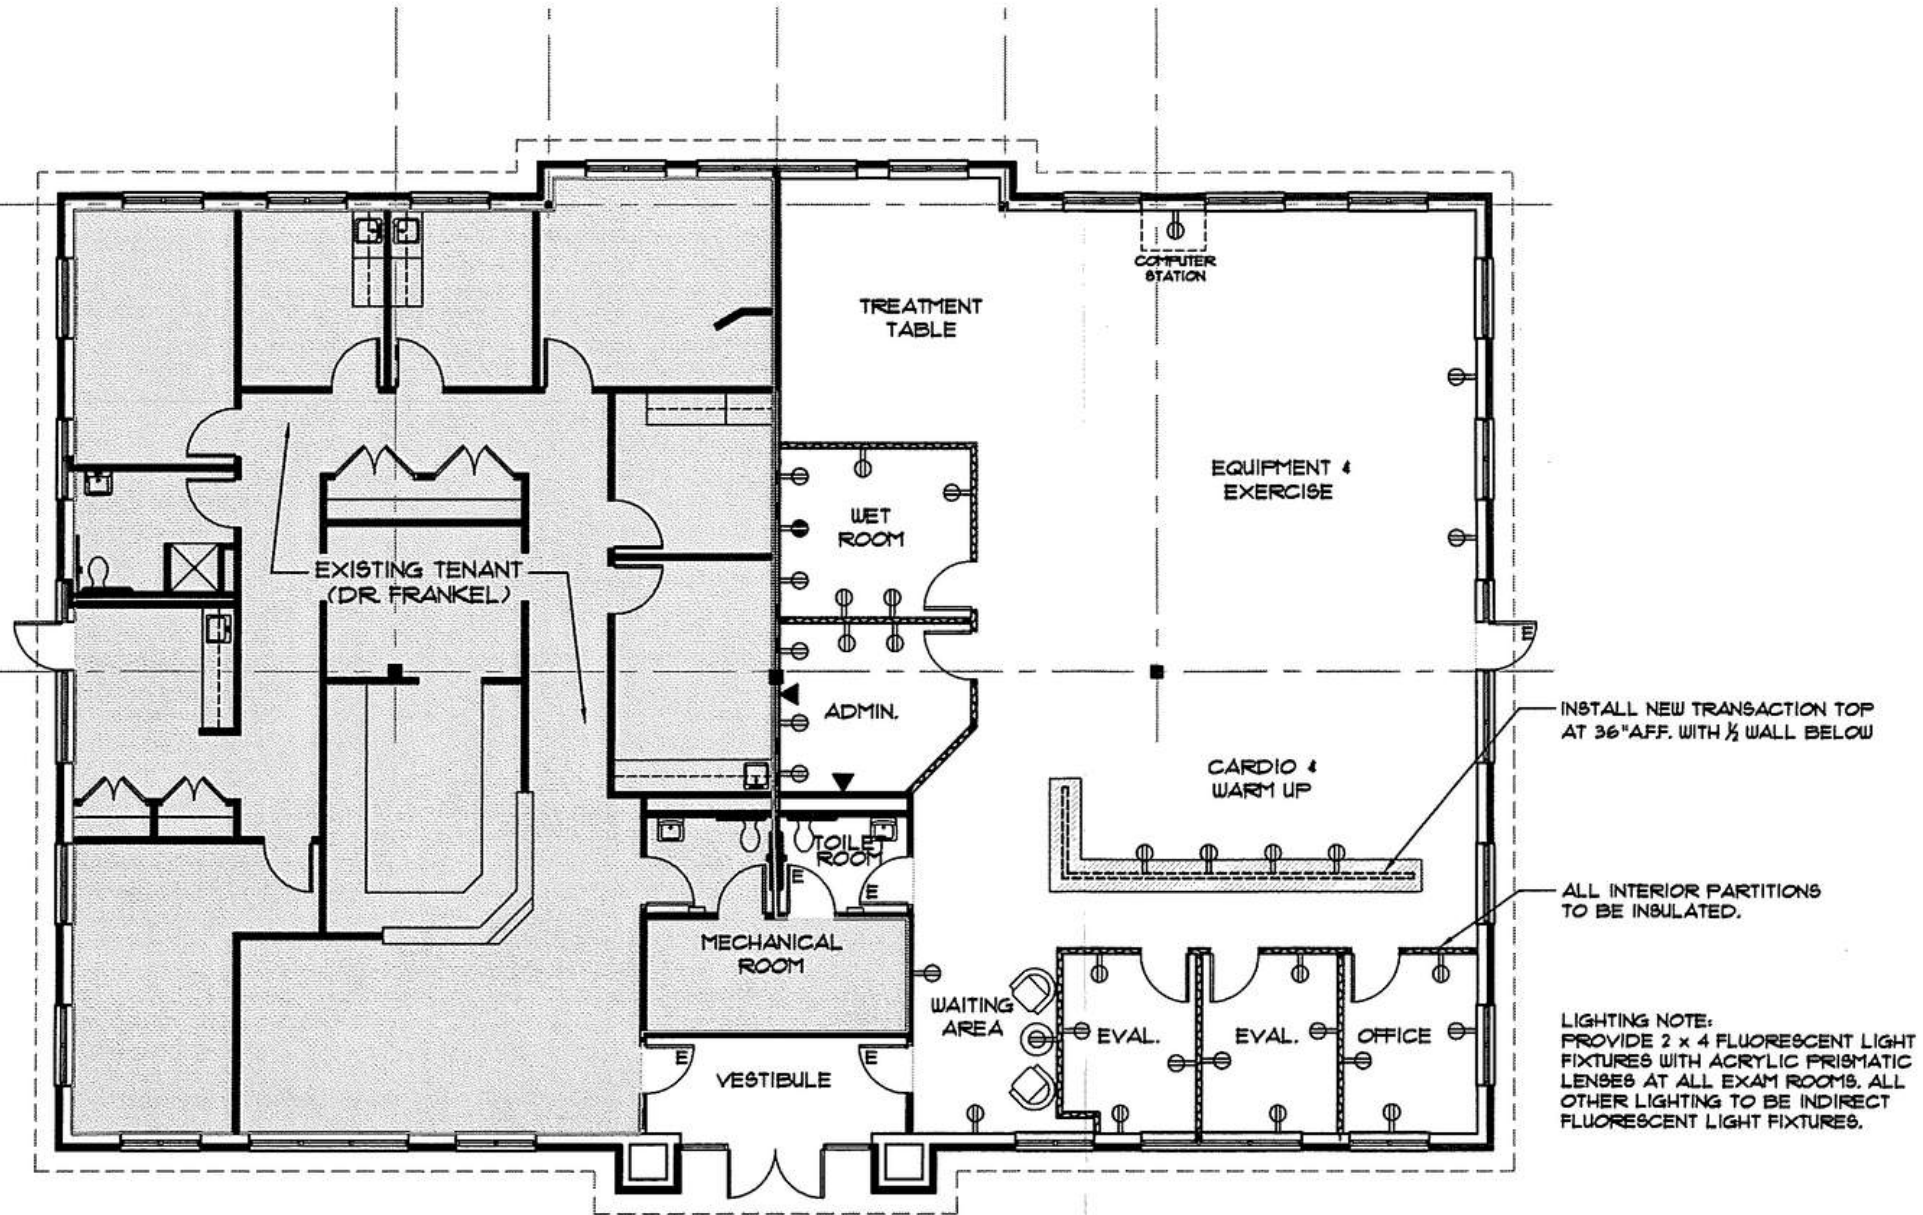 COMPUTER
STATION
TREATMENT
TABLE
EQUIPMENT &
EXERCISE
WET
ROOM
EXISTING TENANT
(DR. FRANKEL)
E
ADMIN.
INSTALL NEW TRANSACTION TOP
AT 36"A.F.F. WITH ½ WALL BELOW
CARDIO &
WARM UP
TOILET
ROOM
E
E
ALL INTERIOR PARTITIONS
TO BE INSULATED.
MECHANICAL
ROOM
WAITING
AREA
EVAL.
EVAL.
OFFICE
E
E
VESTIBULE
LIGHTING NOTE:
PROVIDE 2 x 4 FLUORESCENT LIGHT
FIXTURES WITH ACRYLIC PRISMATIC
LENSES AT ALL EXAM ROOMS. ALL
OTHER LIGHTING TO BE INDIRECT
FLUORESCENT LIGHT FIXTURES.